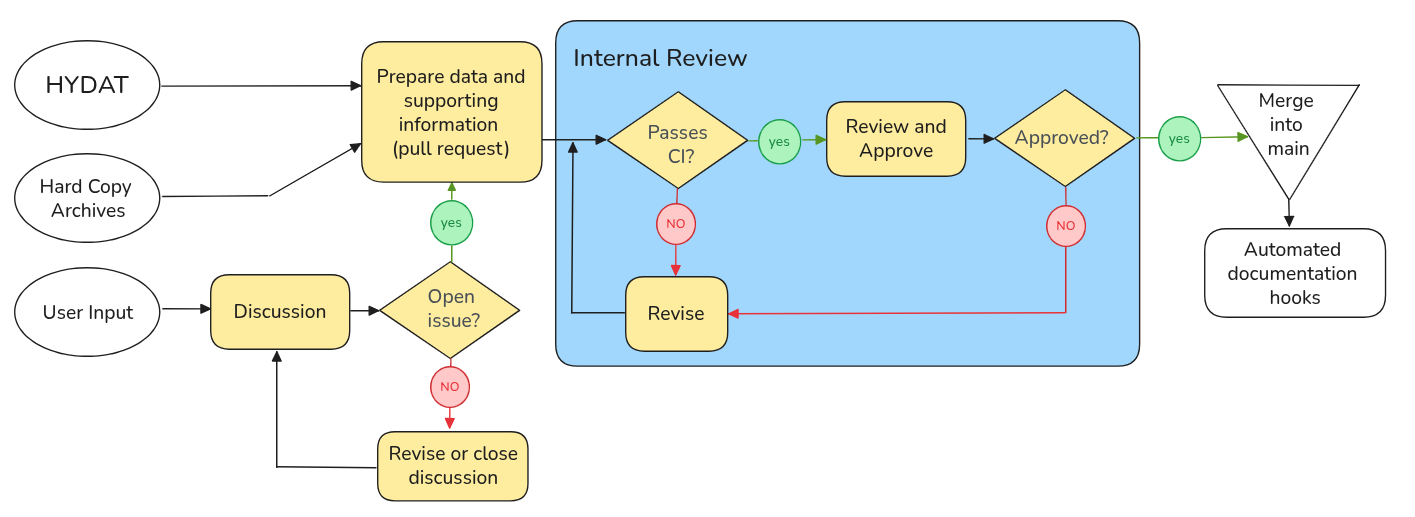 HYDAT
Prepare data and
supporting
information
(pull request)
Internal Review
Passes
CI?
yes
Review and
Approve
Approved?
yes
Merge
into
main
Hard Copy
Archives
yes
NO
NO
Automated
documentation
hooks
User Input
Discussion
Open
issue?
Revise
NO
Revise or close
discussion